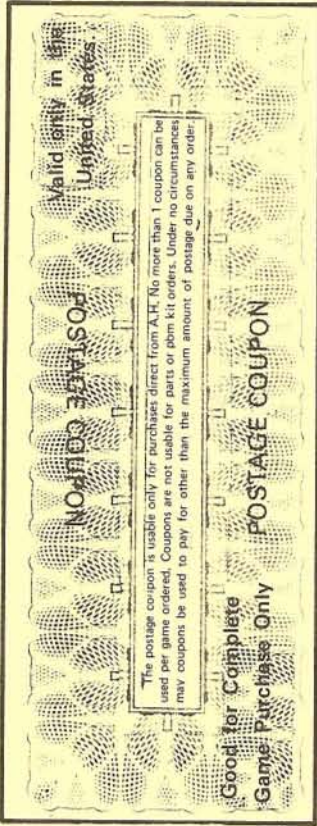 Valid only in the
United States
POSTAGE COUPON
The postage coupon is usable only for purchases direct from A.H. No more than 1 coupon can be
used per game ordered. Coupons are not usable for parts or pbm kit orders. Under no circumstances
may coupons be used to pay for other than the maximum amount of postage due on any order.
Good for Complete
Game Purchase Only
POSTAGE COUPON